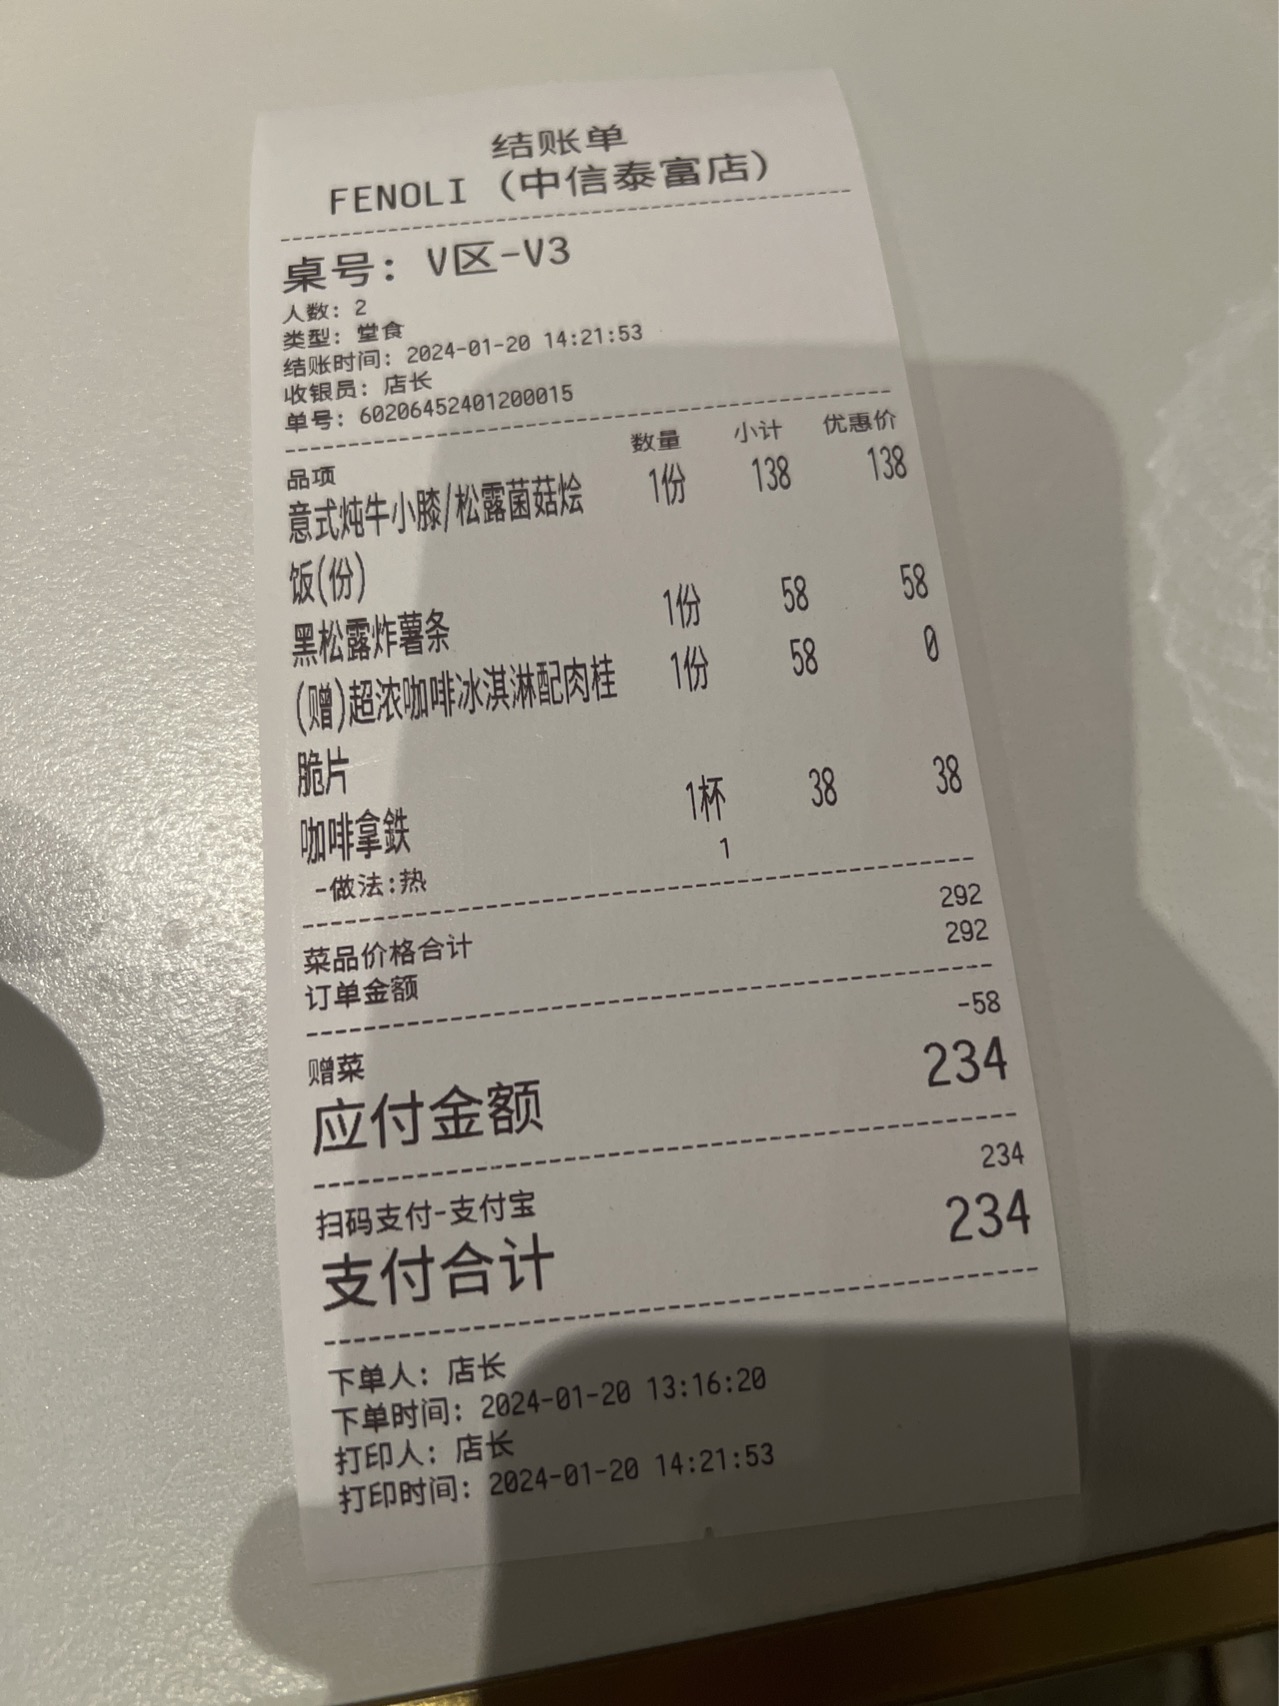 结账单
FENOLI (中信泰富店)
桌号: V区-V3
人数: 2
类型: 堂食
结账时间: 2024-01-20 14:21:53
收银员: 店长
单号: 60206452401200015
品项 数量 小计 优惠价
意式炖牛小膝/松露菌菇烩 1份 138 138
饭(份)
黑松露炸薯条 1份 58 58
(赠)超浓咖啡冰淇淋配肉桂 1份 58 0
脆片
咖啡拿鉄 1杯 38 38
-做法:热 1
菜品价格合计 292
订单金额 292
赠菜 -58
应付金额 234
扫码支付-支付宝 234
支付合计 234
下单人: 店长
下单时间: 2024-01-20 13:16:20
打印人: 店长
打印时间: 2024-01-20 14:21:53